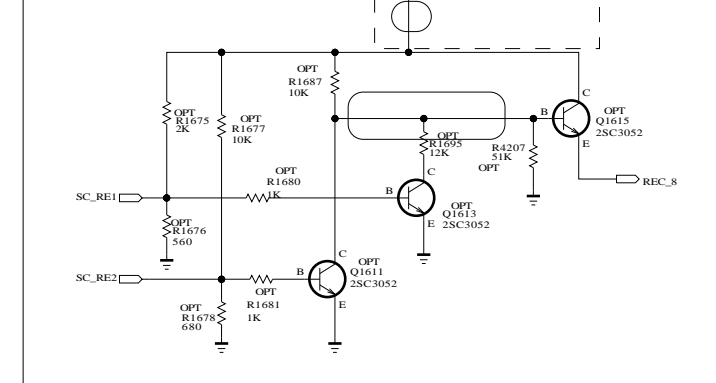 OPT
R1687
10K
OPT
R1675
2K
OPT
R1677
10K
C
B
OPT
Q1615
2SC3052
E
OPT
R1695
12K
R4207
51K
OPT
OPT
R1680
1K
C
SC_RE1
B
OPT
Q1613
2SC3052
E
REC_8
OPT
R1676
560
C
OPT
Q1611
2SC3052
SC_RE2
B
E
OPT
R1681
1K
OPT
R1678
680